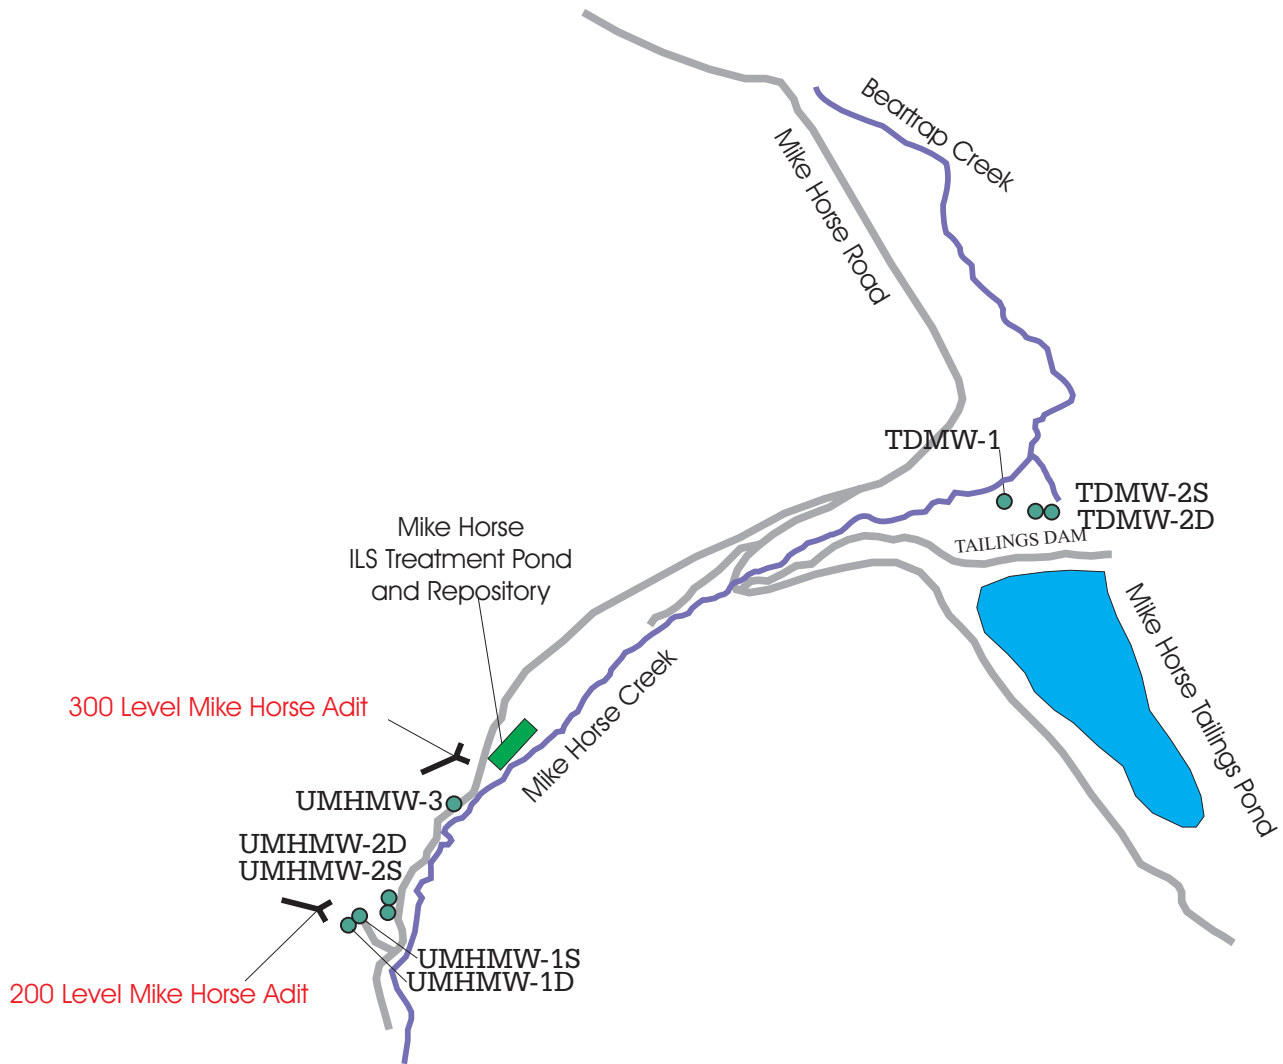 Beartrap Creek
Mike Horse Road
TDMW-1
TDMW-2S
TDMW-2D
TAILINGS DAM
Mike Horse
ILS Treatment Pond
and Repository
Mike Horse Tailings Pond
Mike Horse Creek
300 Level Mike Horse Adit
UMHMW-3
UMHMW-2D
UMHMW-2S
UMHMW-1S
UMHMW-1D
200 Level Mike Horse Adit